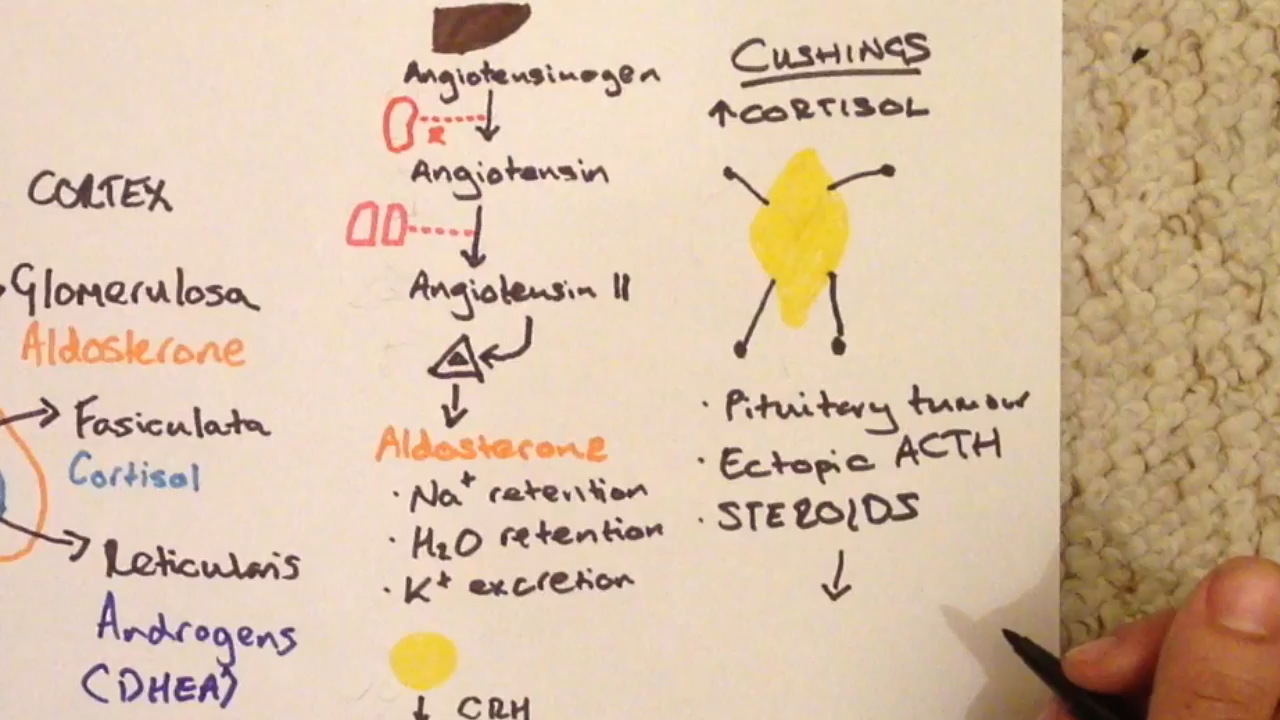 CORTEX
Glomerulosa
Aldosterone
Fasiculata
Cortisol
Reticularis
Androgens
(DHEA)
Angiotensinogen
Angiotensin
Angiotensin II
Aldosterone
· Na+ retention
· H2O retention
· K+ excretion
↓ CRH
CUSHINGS
↑ CORTISOL
· Pituitary tumour
· Ectopic ACTH
· STEROIDS